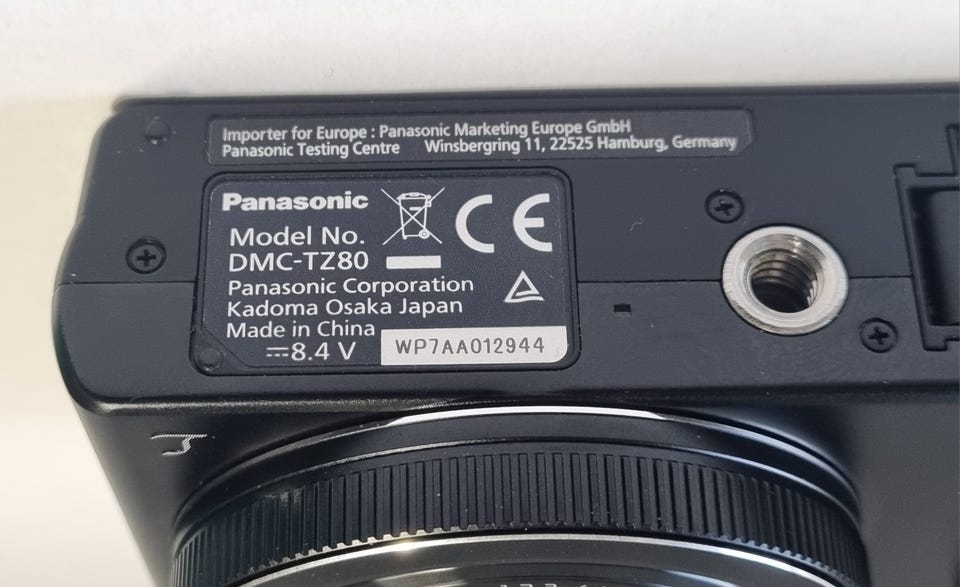 Importer for Europe : Panasonic Marketing Europe GmbH
Panasonic Testing Centre Winsbergring 11, 22525 Hamburg, Germany
Panasonic
CE
Model No.
DMC-TZ80
Panasonic Corporation
Kadoma Osaka Japan
Made in China
⎓8.4 V
WP7AA012944